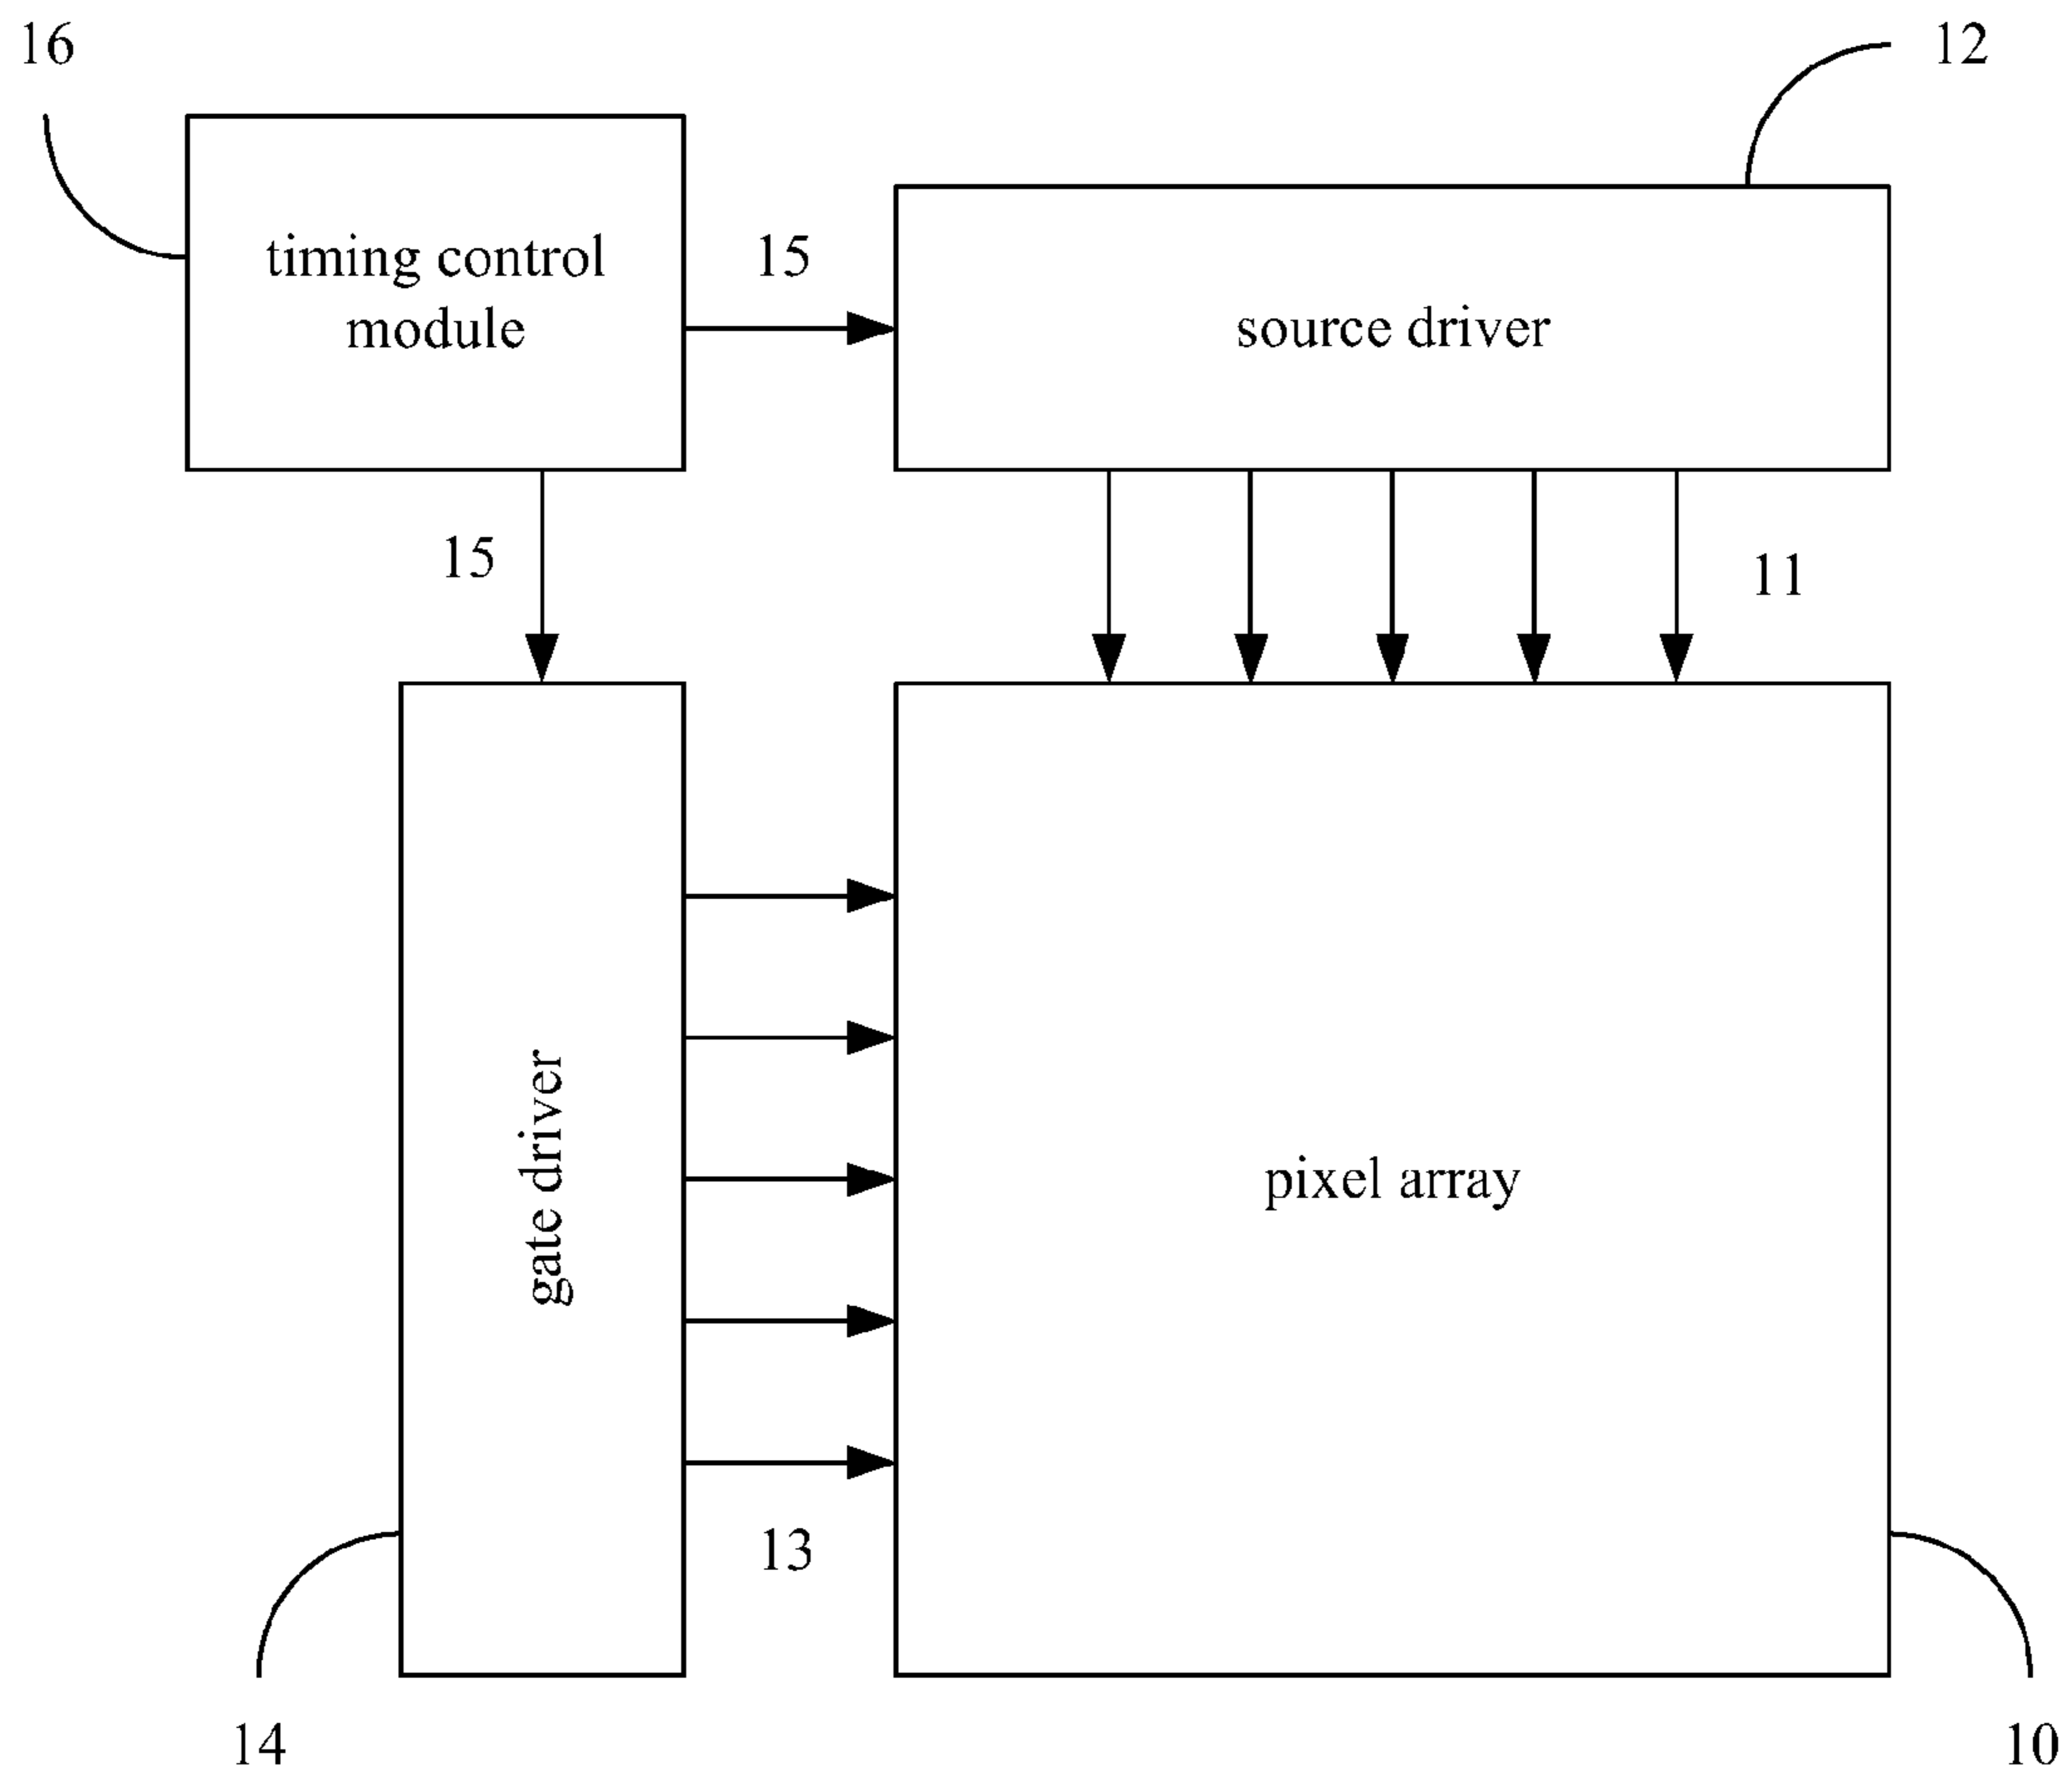 16
12
timing control
module
15
source driver
15
11
gate driver
pixel array
13
14
10